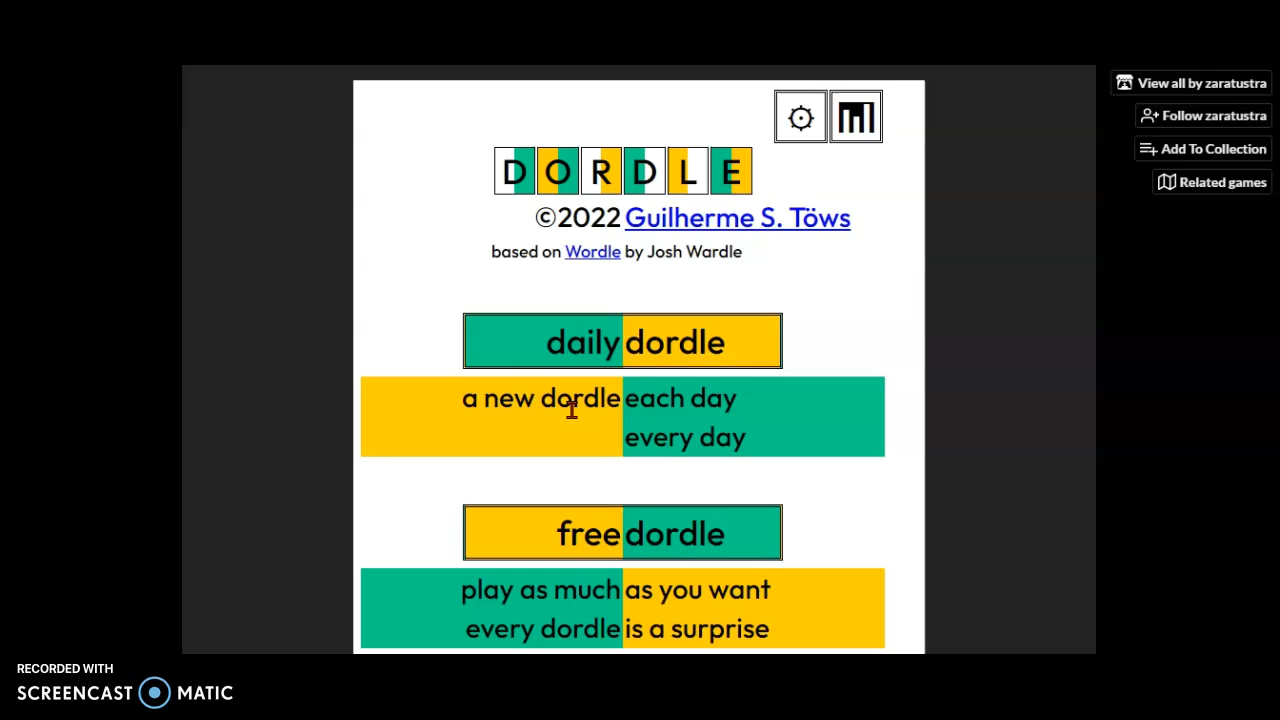 View all by zaratustra
Follow zaratustra
Add To Collection
Related games
DORDLE
©2022 Guilherme S. Töws
based on Wordle by Josh Wardle
daily dordle
a new dordle each day
every day
free dordle
play as much as you want
every dordle is a surprise
RECORDED WITH
SCREENCAST MATIC